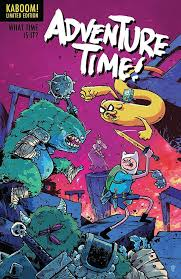 KABOOM!
LIMITED EDITION
WHAT TIME
IS IT?
ADVENTURE
TIME!